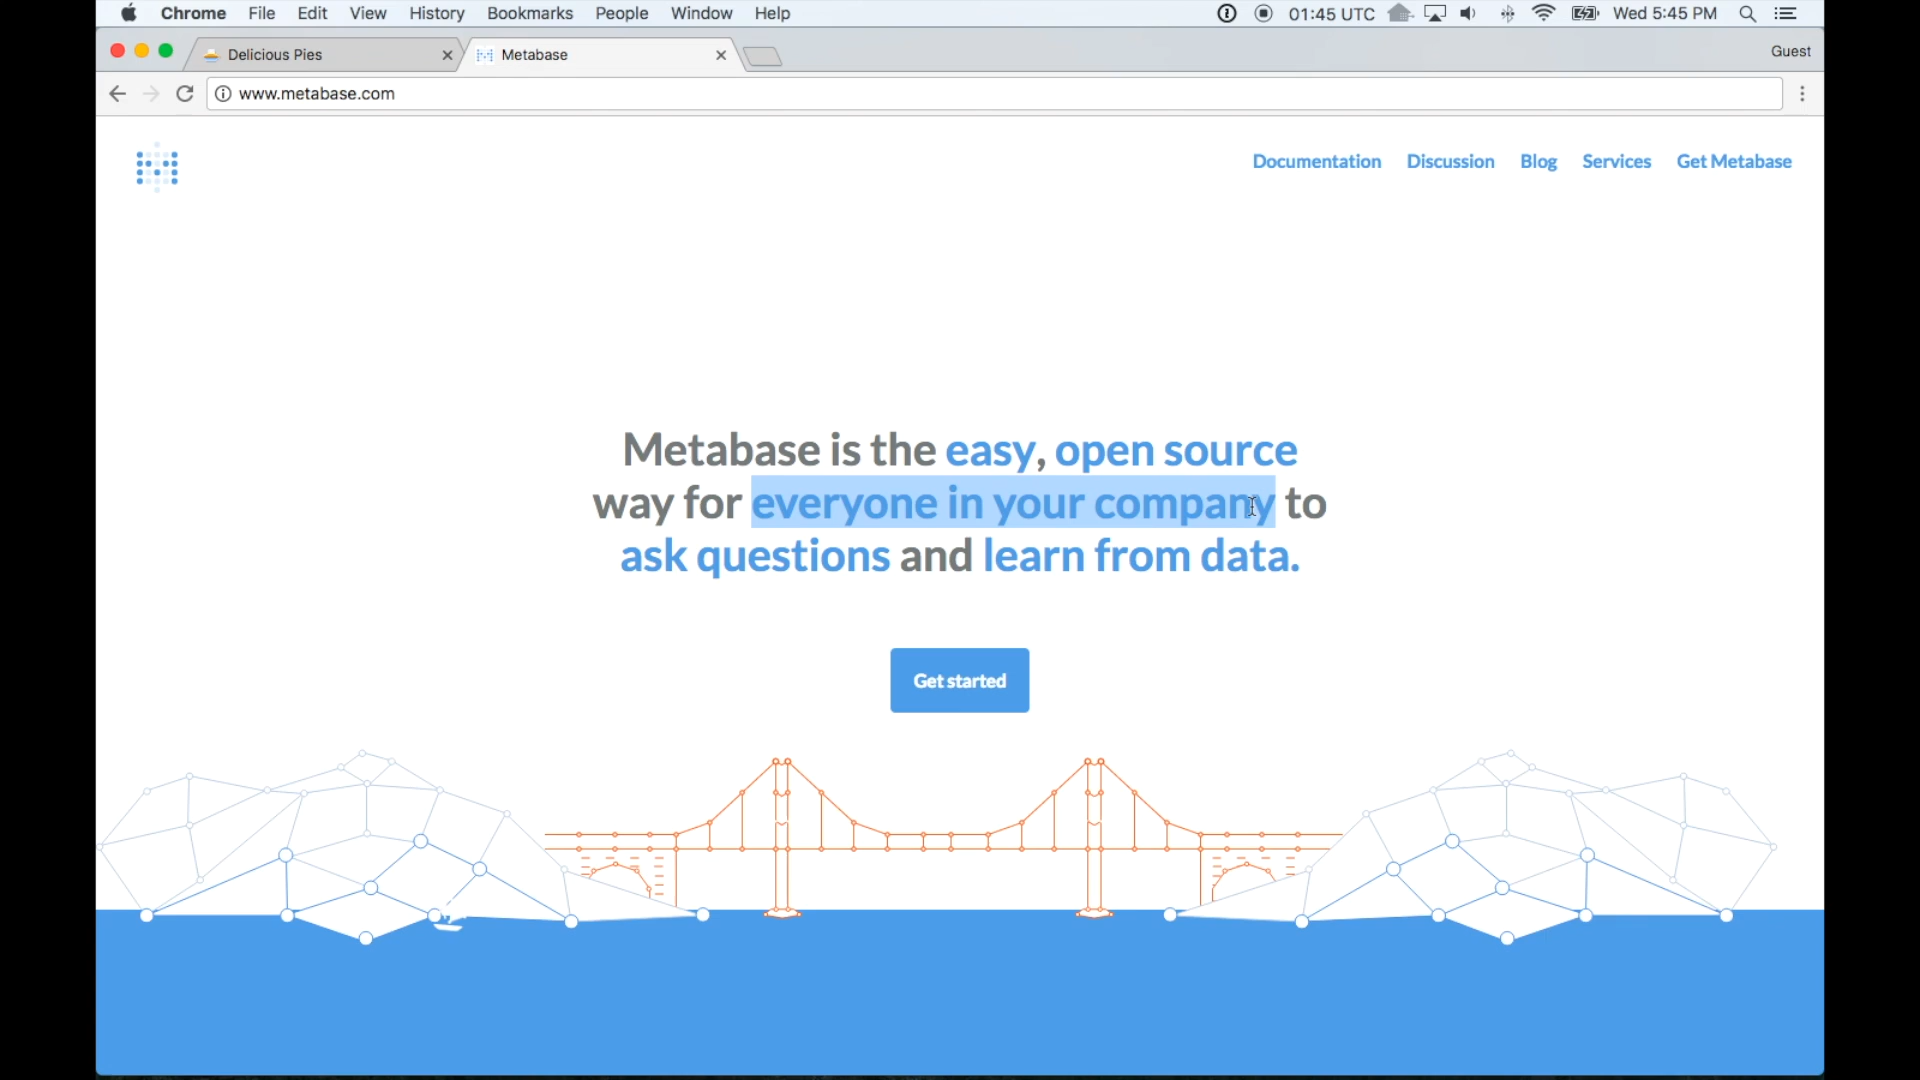 Chrome File Edit View History Bookmarks People Window Help 01:45 UTC Wed 5:45 PM
Delicious Pies Metabase Guest
www.metabase.com
Documentation Discussion Blog Services Get Metabase
Metabase is the easy, open source
way for everyone in your company to
ask questions and learn from data.
Get started